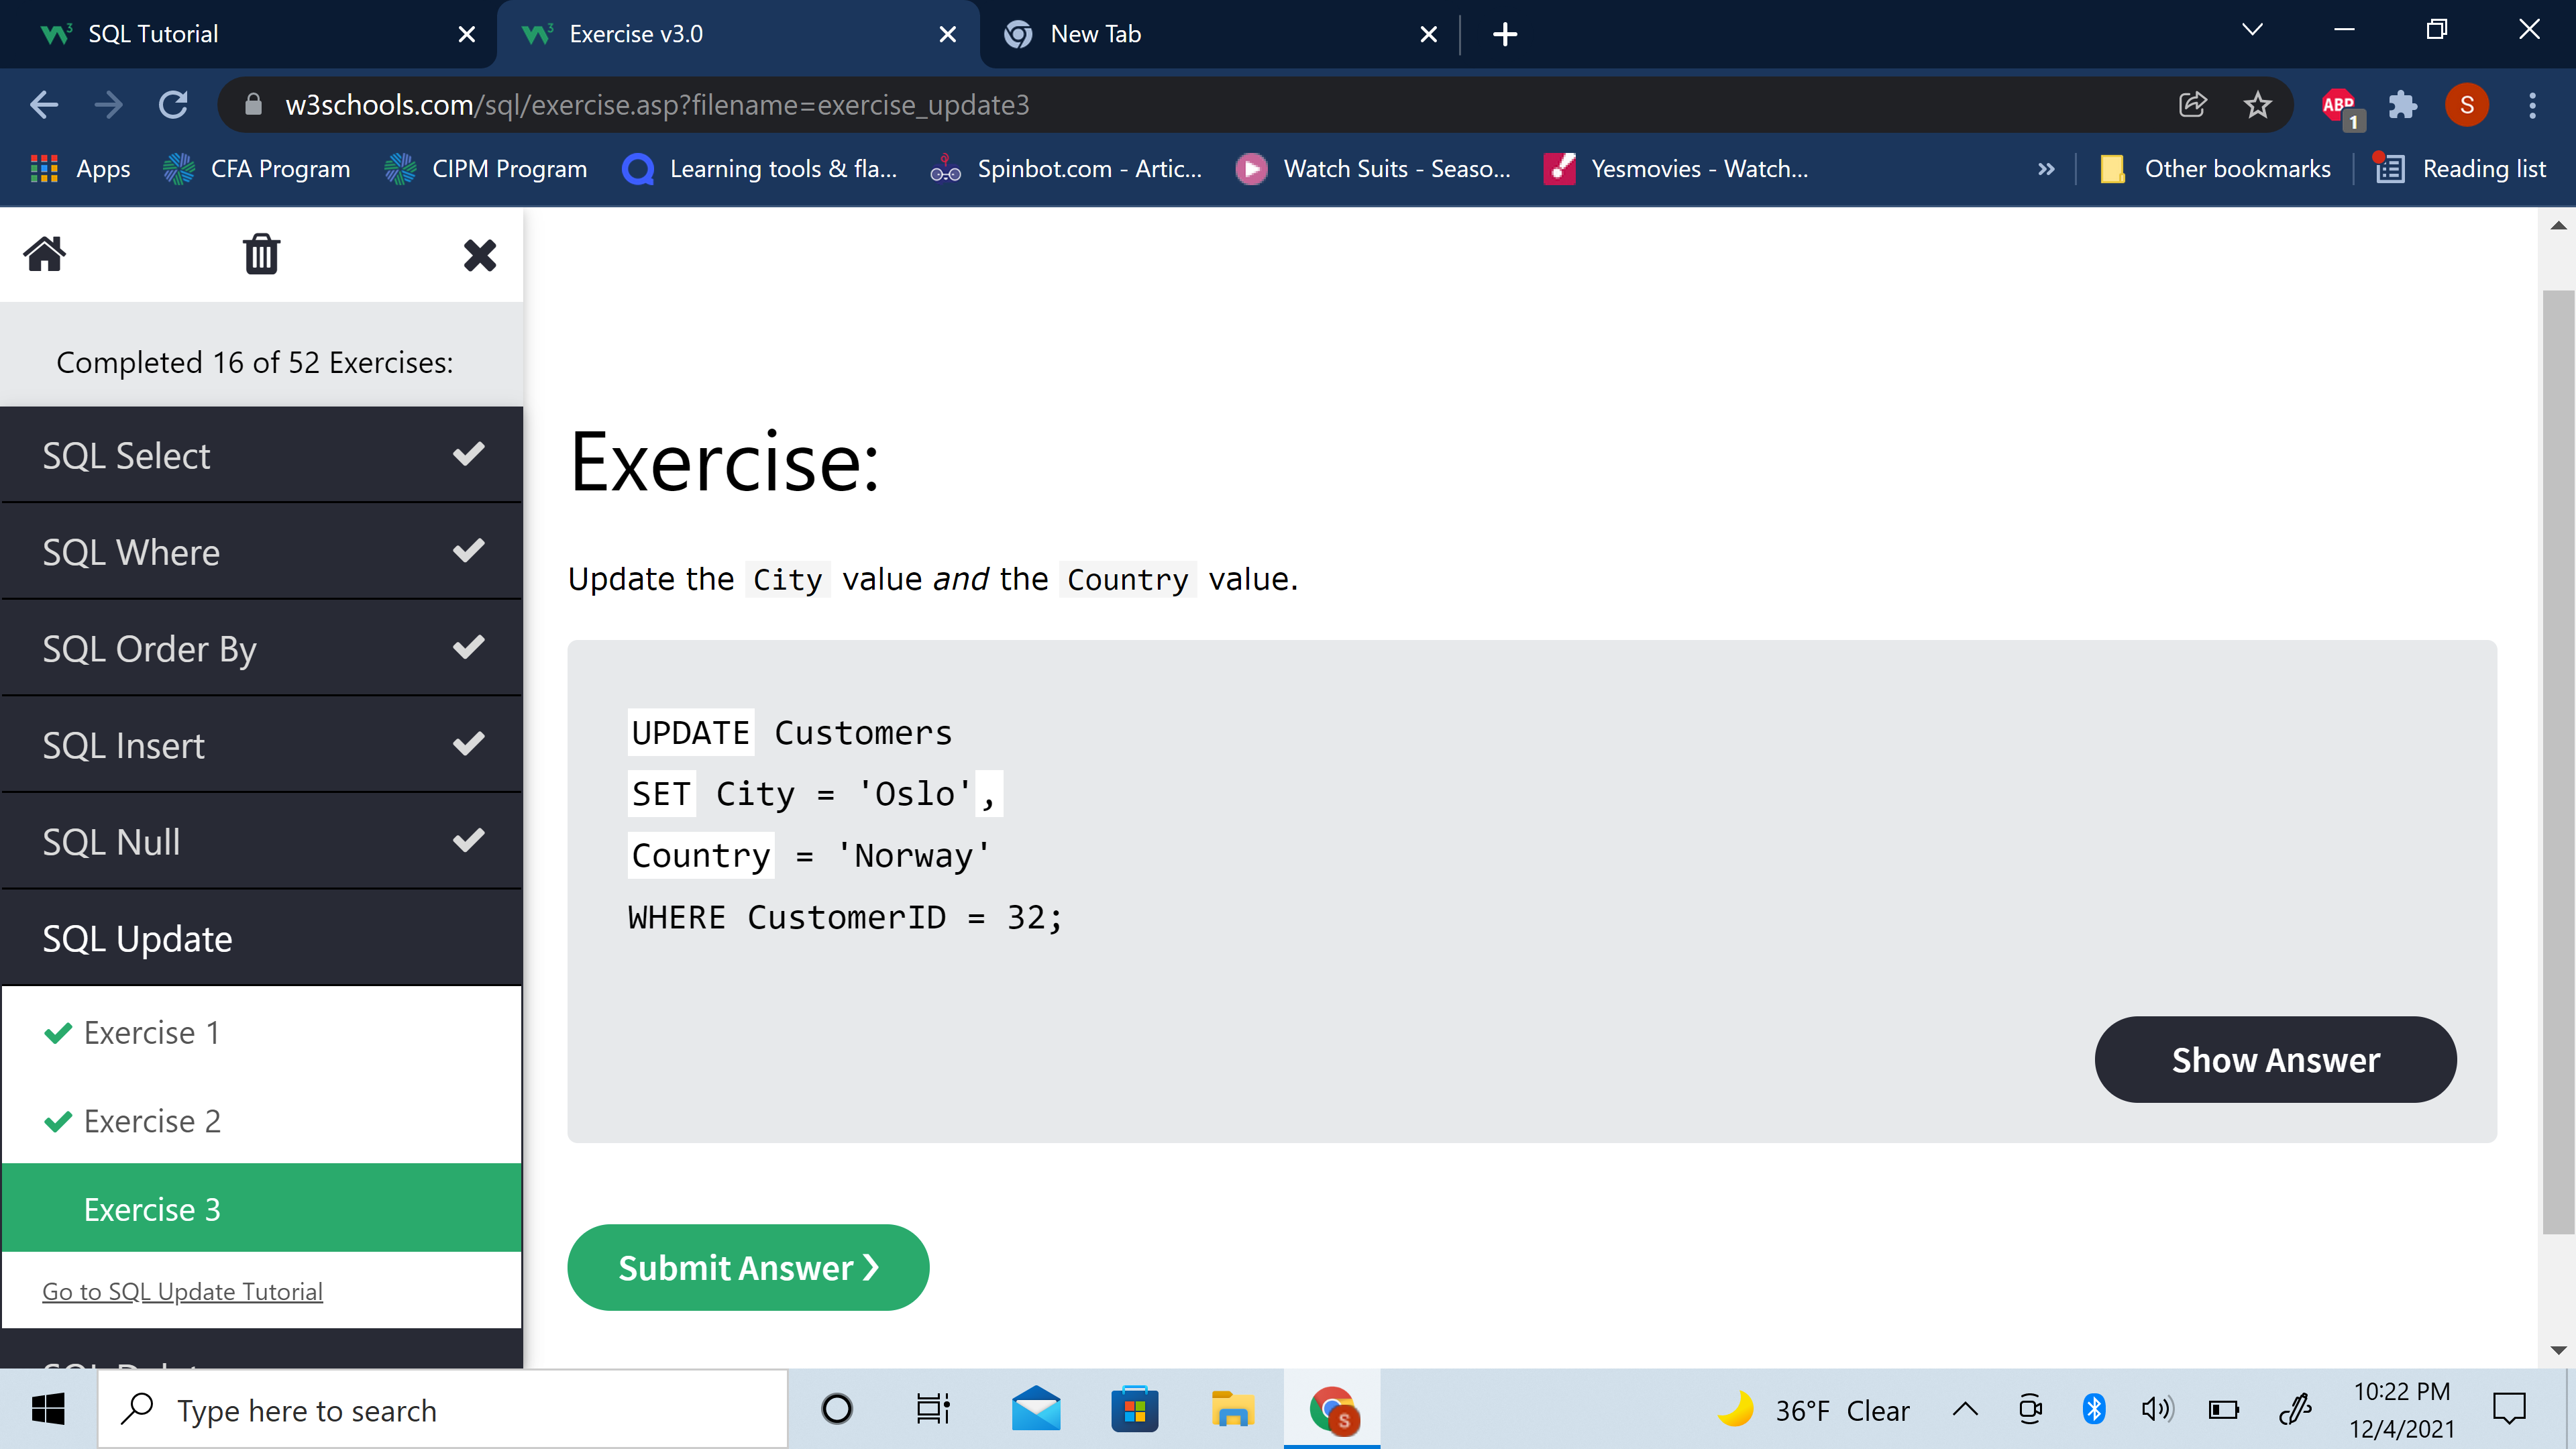 SQL Tutorial
Exercise v3.0
New Tab
w3schools.com/sql/exercise.asp?filename=exercise_update3
ABP
1
S
Apps
CFA Program
CIPM Program
Learning tools & fla...
Spinbot.com - Artic...
Watch Suits - Seaso...
Yesmovies - Watch...
»
Other bookmarks
Reading list
Completed 16 of 52 Exercises:
SQL Select
SQL Where
SQL Order By
SQL Insert
SQL Null
SQL Update
Exercise 1
Exercise 2
Exercise 3
Go to SQL Update Tutorial
Exercise:
Update the City value and the Country value.
UPDATE Customers
SET City = 'Oslo',
Country = 'Norway'
WHERE CustomerID = 32;
Show Answer
Submit Answer ❯
Type here to search
S
36°F Clear
10:22 PM
12/4/2021